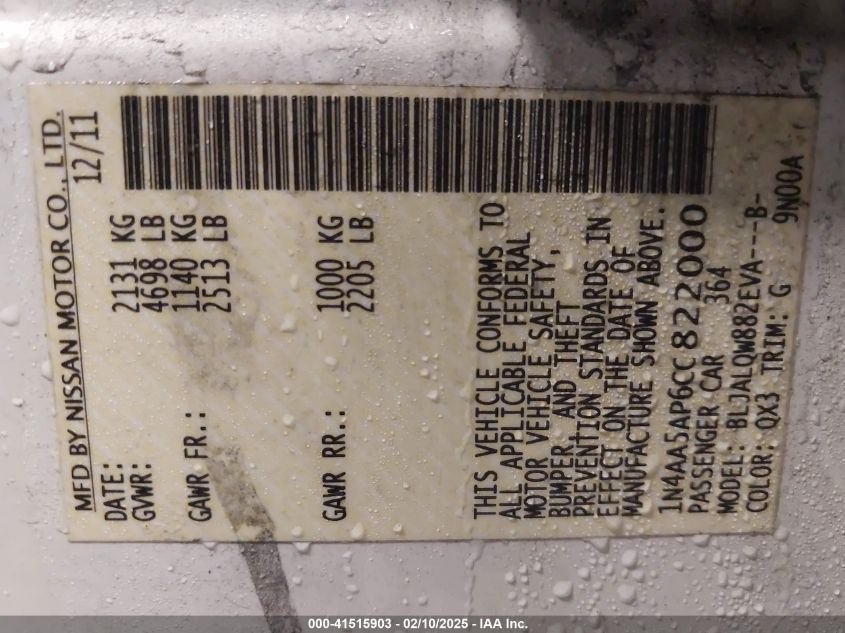 MFD BY NISSAN MOTOR CO., LTD.
DATE: 12/11
GVWR: 2131 KG
4698 LB
GAWR FR.: 1140 KG
2513 LB
GAWR RR.: 1000 KG
2205 LB
THIS VEHICLE CONFORMS TO
ALL APPLICABLE FEDERAL
MOTOR VEHICLE SAFETY,
BUMPER, AND THEFT
PREVENTION STANDARDS IN
EFFECT ON THE DATE OF
MANUFACTURE SHOWN ABOVE.
1N4AA5AP6CC822000
PASSENGER CAR 364
MODEL: BLJALQW882EVA---B-
COLOR: QX3 TRIM: G 9N00A
000-41515903 - 02/10/2025 - IAA Inc.